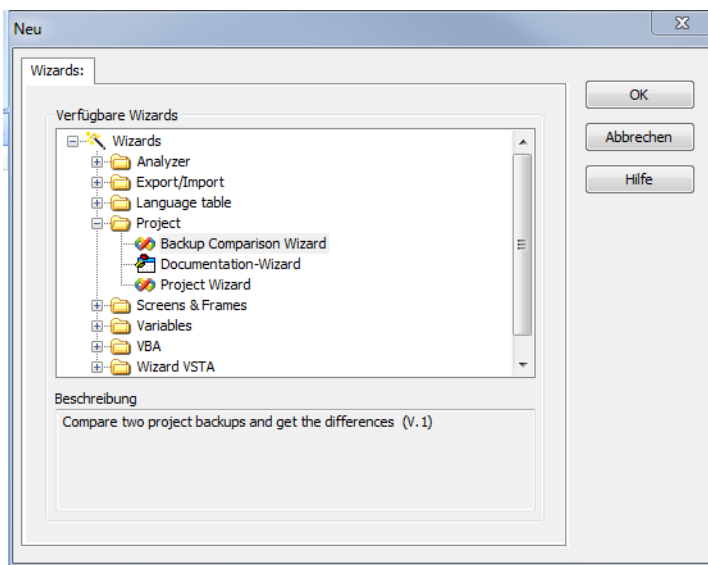 Neu
Wizards:
OK
Verfügbare Wizards
Wizards
Abbrechen
Analyzer
Export/Import
Hilfe
Language table
Project
Backup Comparison Wizard
Documentation-Wizard
Project Wizard
Screens & Frames
Variables
VBA
Wizard VSTA
Beschreibung
Compare two project backups and get the differences (V.1)